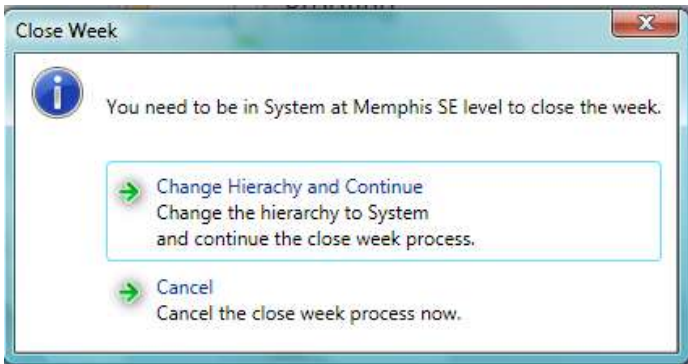 Close Week
You need to be in System at Memphis SE level to close the week.
Change Hierachy and Continue
Change the hierarchy to System
and continue the close week process.
Cancel
Cancel the close week process now.